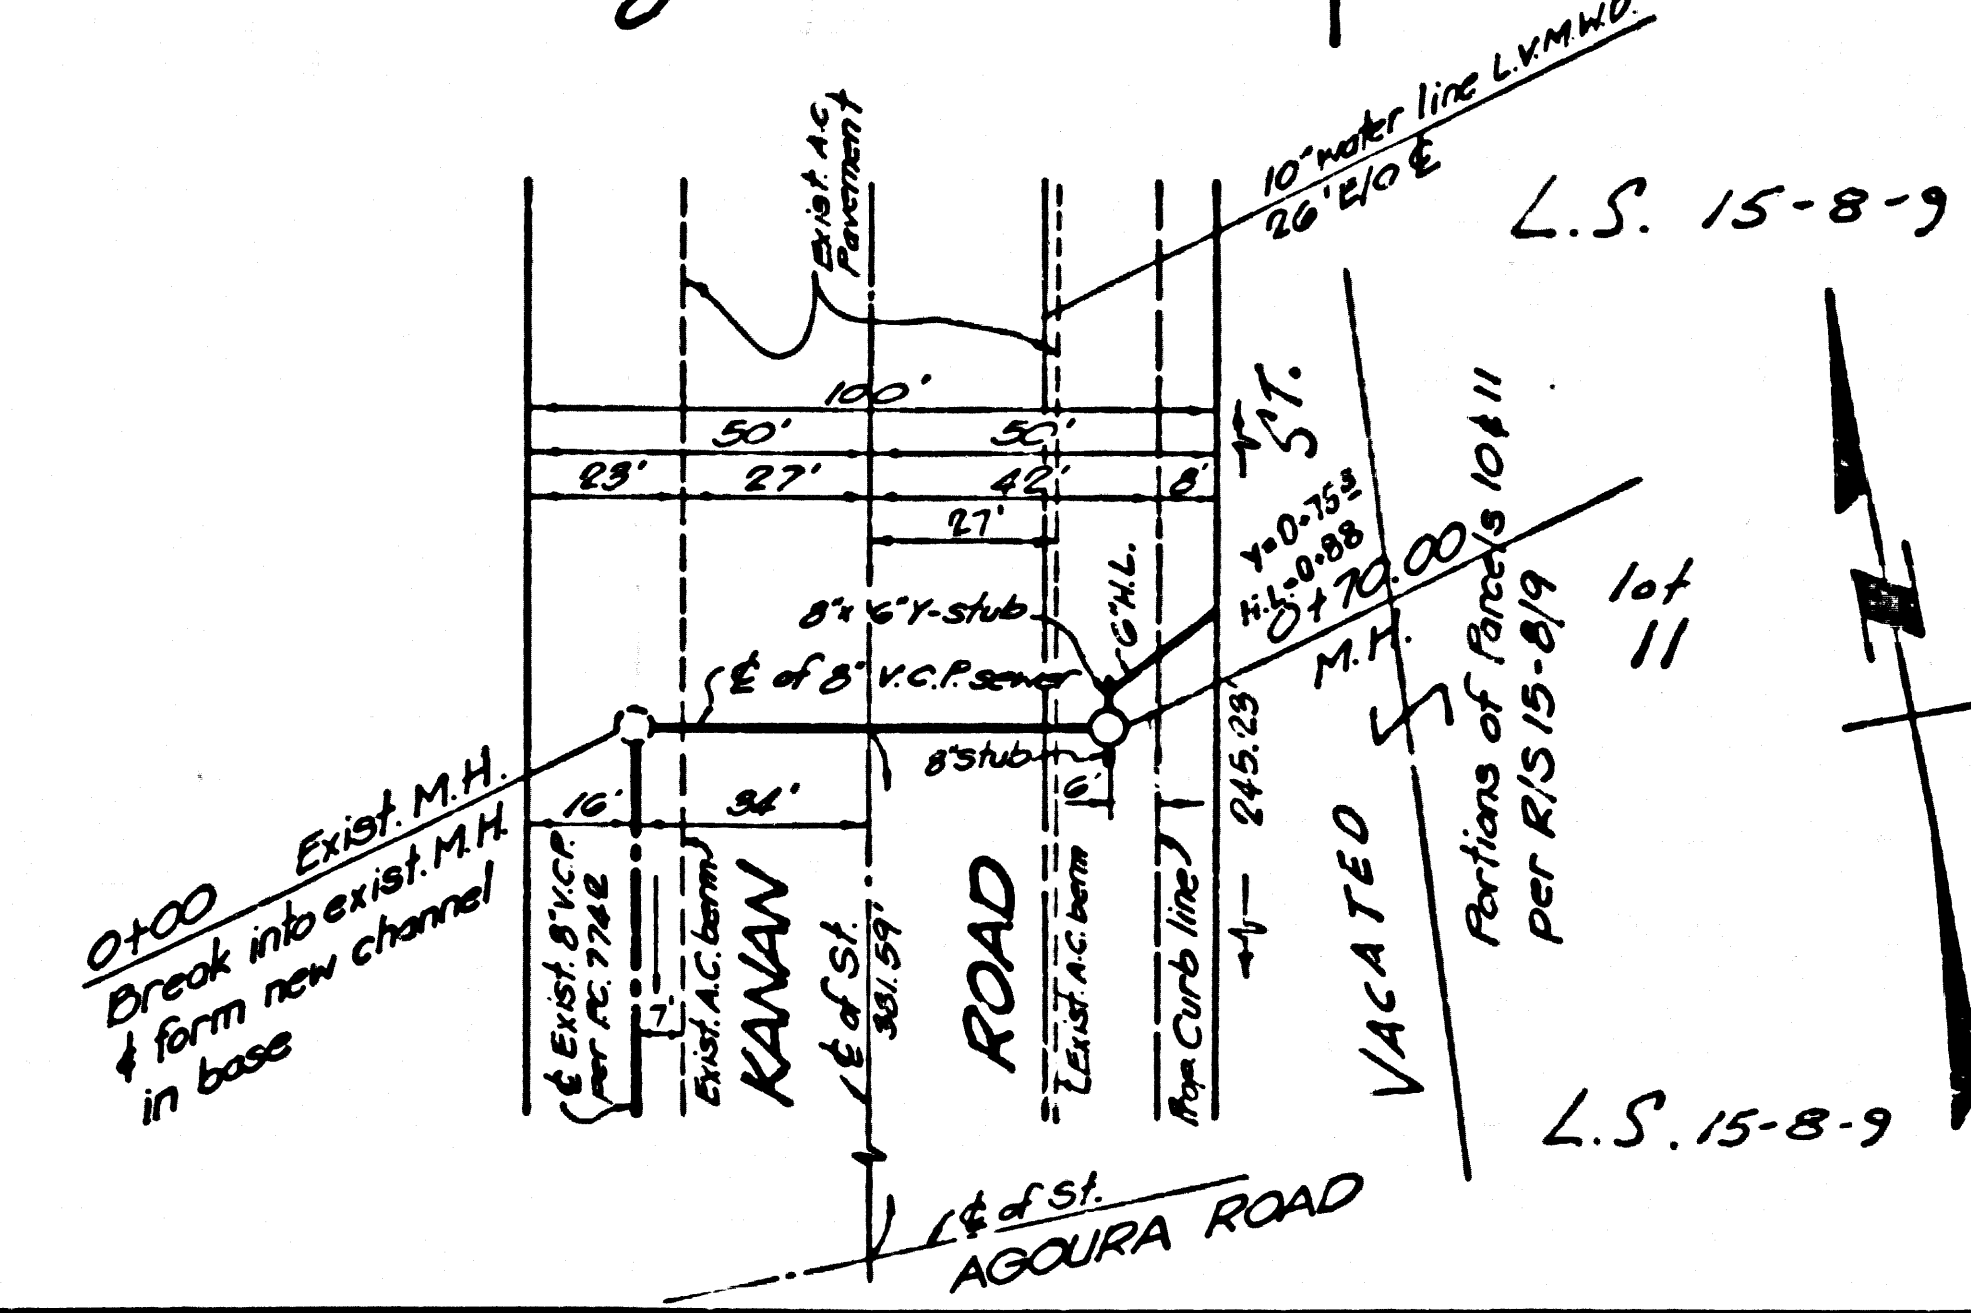 10" water line L.V.M.W.D.
26' E/O ℄
Exist. A.C.
Pavement
L.S. 15-8-9
100'
50'
50'
23'
27'
42'
8'
27'
ST.
8"x 6" Y-stub
6" H.L.
Y=0+75
H.L.=0+88
0+70.00
M.H.
Portions of Parcels 10 & 11
per R/S 15-8/9
lot
11
℄ of 8" V.C.P. sewer
8" Stub
6'
245.23'
16'
34'
0+00 Exist. M.H.
Break into exist. M.H.
& form new channel
in base
℄ Exist. 8" V.C.P.
per P.C. 7742
7'
Exist. A.C. berm
KANAN
℄ of St.
381.59'
ROAD
Exist. A.C. berm
Prop. Curb line
VACATED
L.S. 15-8-9
℄ of St.
AGOURA ROAD